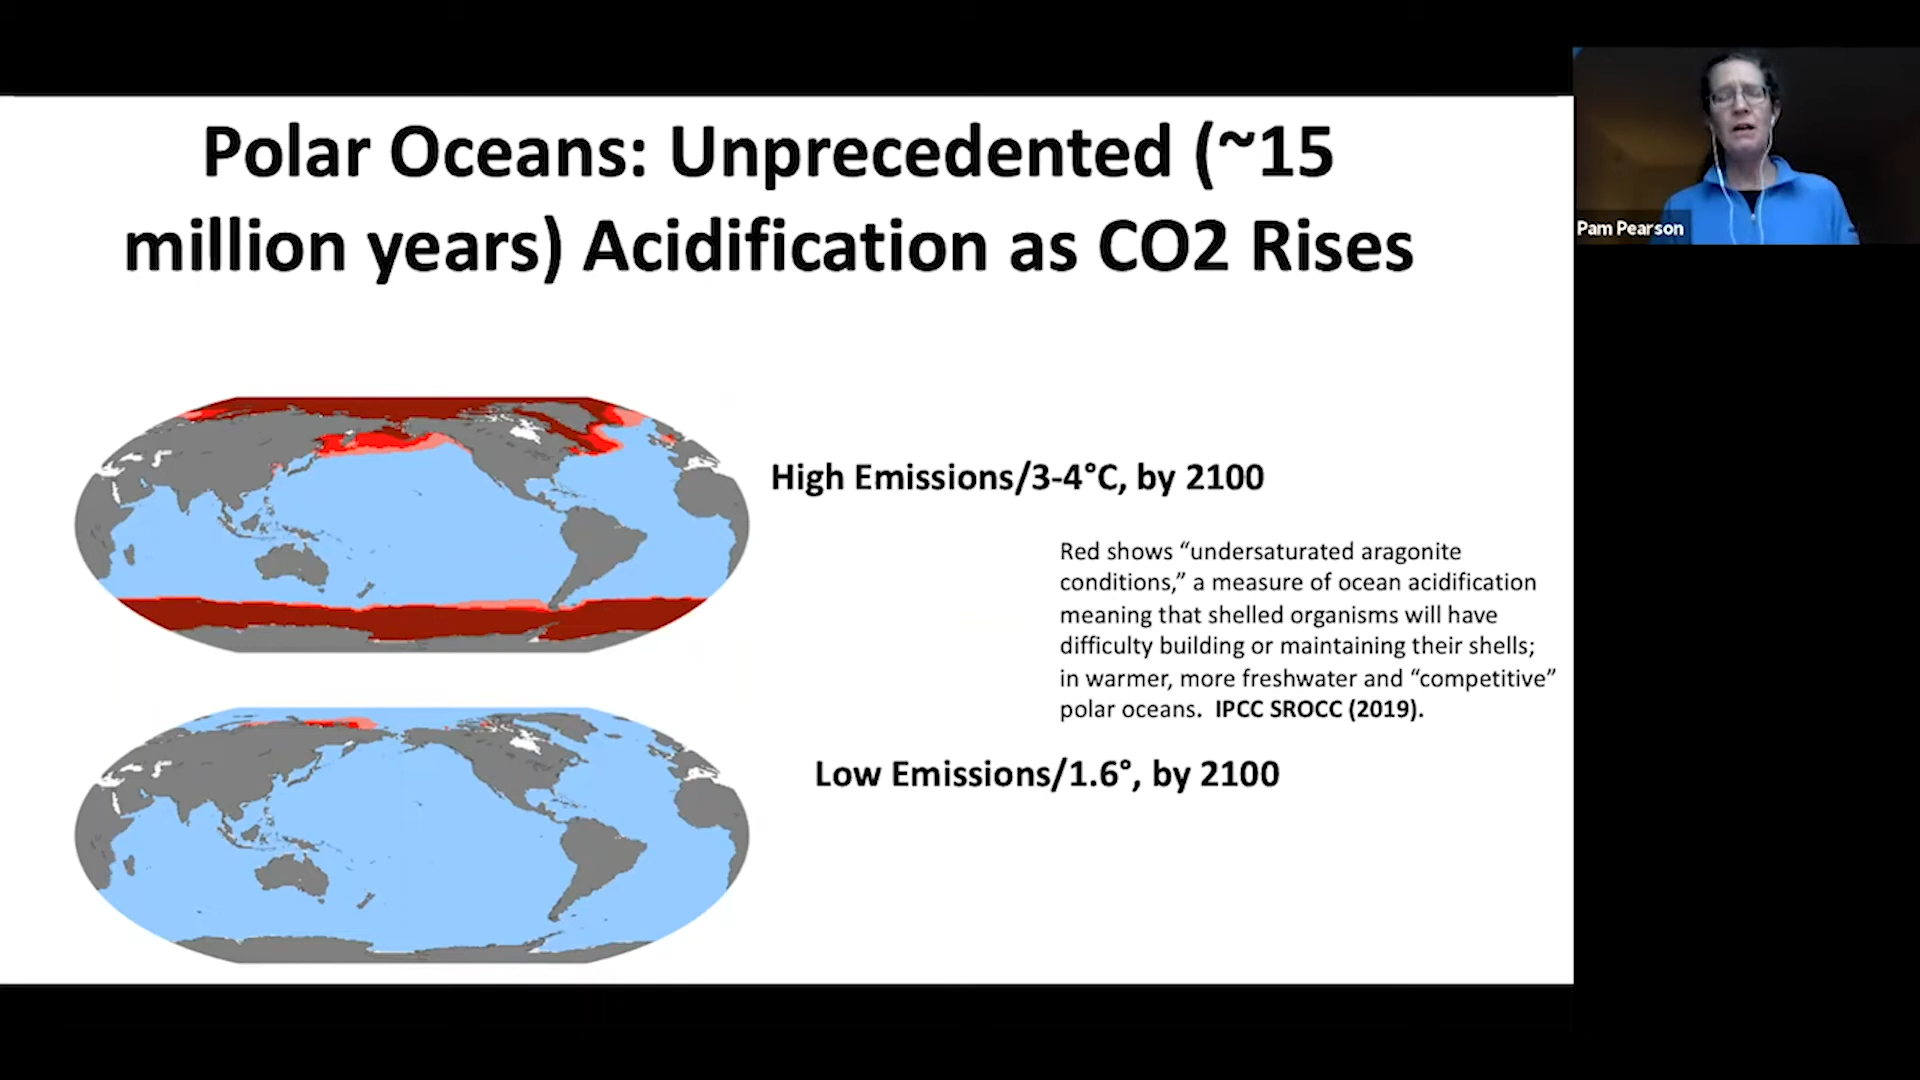 Polar Oceans: Unprecedented (~15
million years) Acidification as CO2 Rises
Pam Pearson
High Emissions/3-4°C, by 2100
Red shows “undersaturated aragonite
conditions,” a measure of ocean acidification
meaning that shelled organisms will have
difficulty building or maintaining their shells;
in warmer, more freshwater and “competitive”
polar oceans. IPCC SROCC (2019).
Low Emissions/1.6°, by 2100